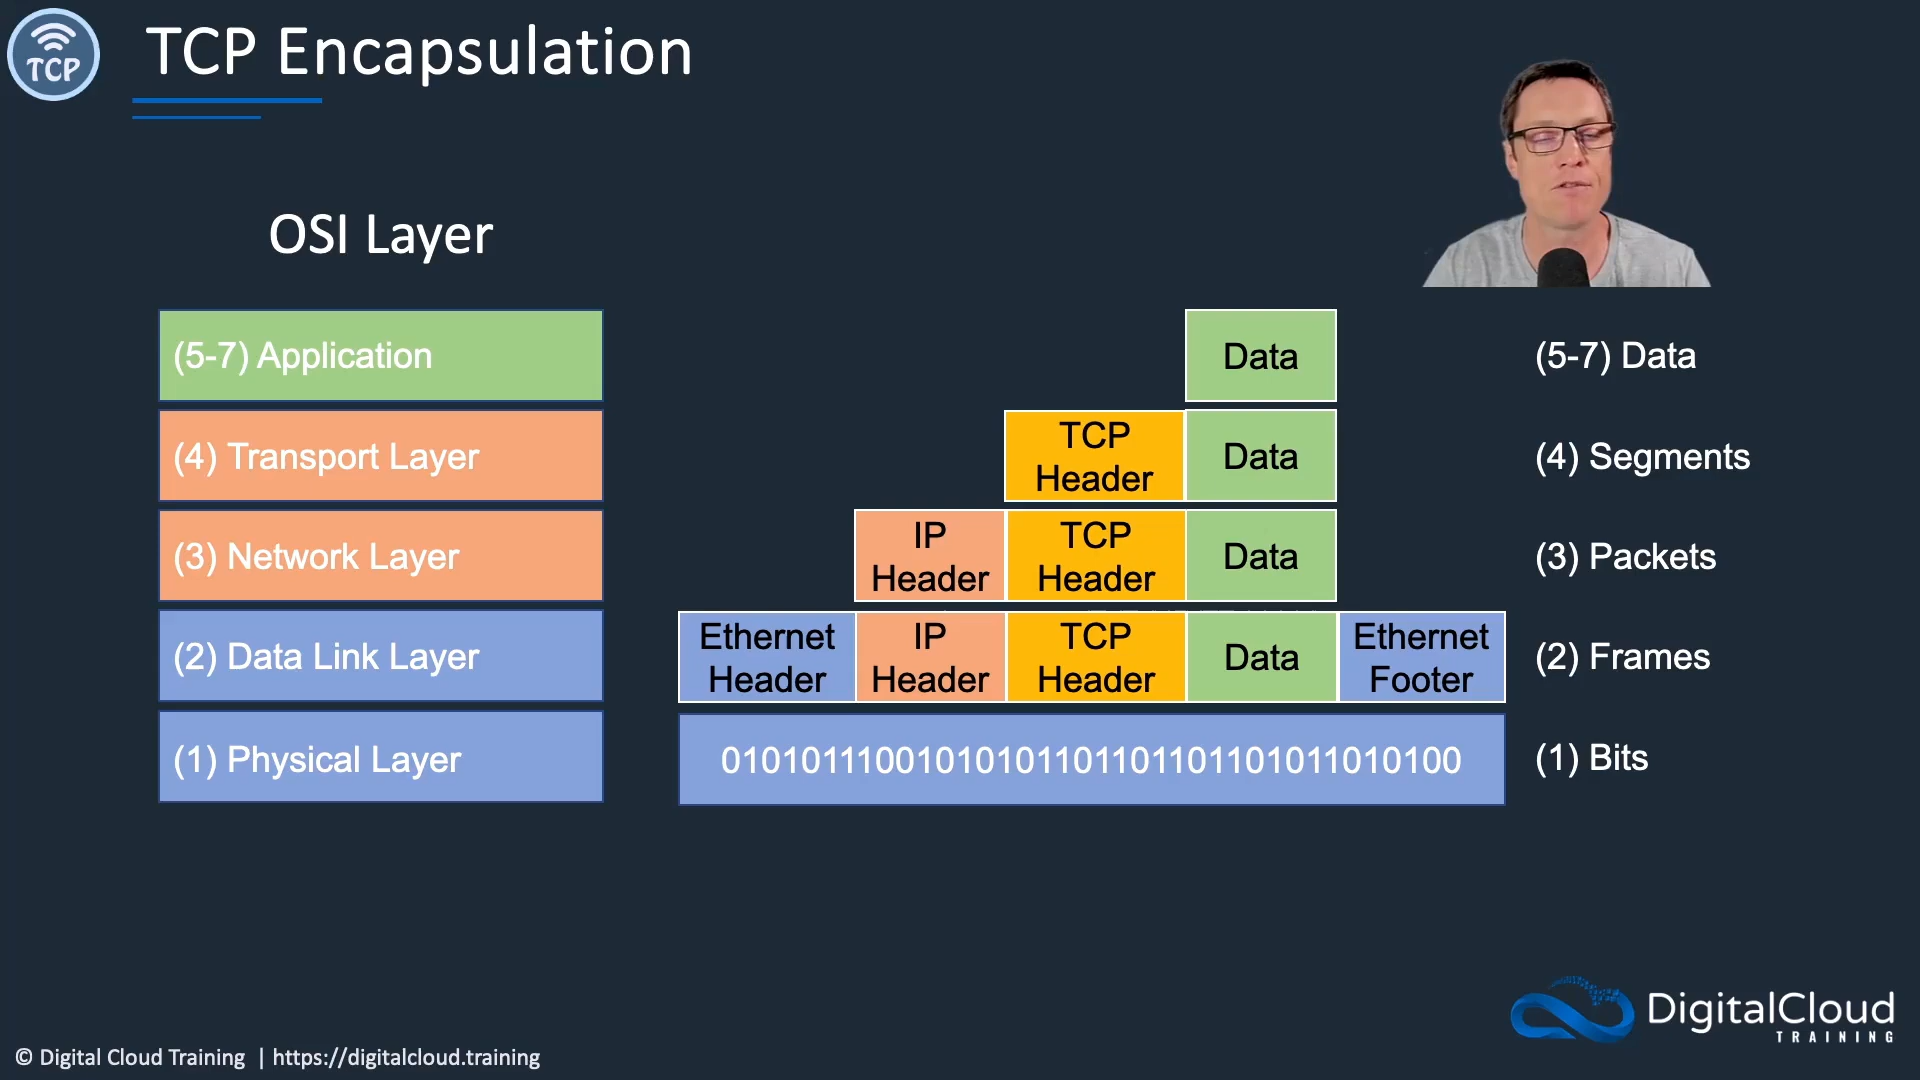 TCP
TCP Encapsulation
OSI Layer
(5-7) Application
Data
(5-7) Data
(4) Transport Layer
TCP
Header
Data
(4) Segments
(3) Network Layer
IP
Header
TCP
Header
Data
(3) Packets
(2) Data Link Layer
Ethernet
Header
IP
Header
TCP
Header
Data
Ethernet
Footer
(2) Frames
(1) Physical Layer
0101011100101010110110110110101101010100
(1) Bits
DigitalCloud
TRAINING
© Digital Cloud Training | https://digitalcloud.training